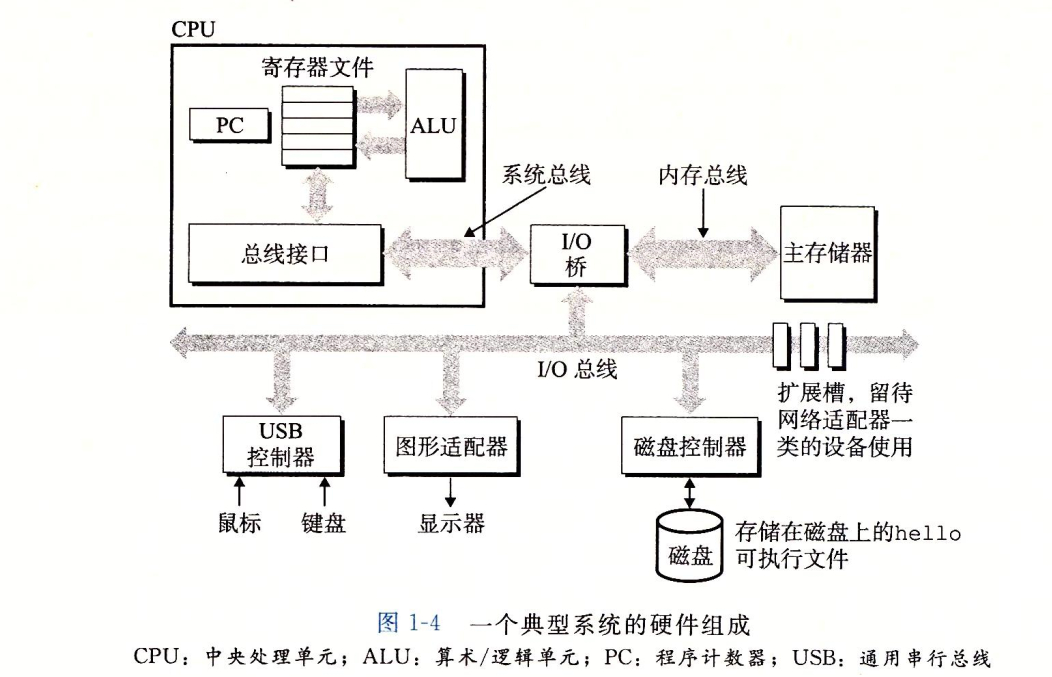 CPU
寄存器文件
PC
ALU
系统总线
内存总线
总线接口
I/O
桥
主存储器
I/O 总线
扩展槽，留待
网络适配器一
类的设备使用
USB
控制器
图形适配器
磁盘控制器
鼠标
键盘
显示器
磁盘
存储在磁盘上的hello
可执行文件
图 1-4 一个典型系统的硬件组成
CPU：中央处理单元；ALU：算术/逻辑单元；PC：程序计数器；USB：通用串行总线